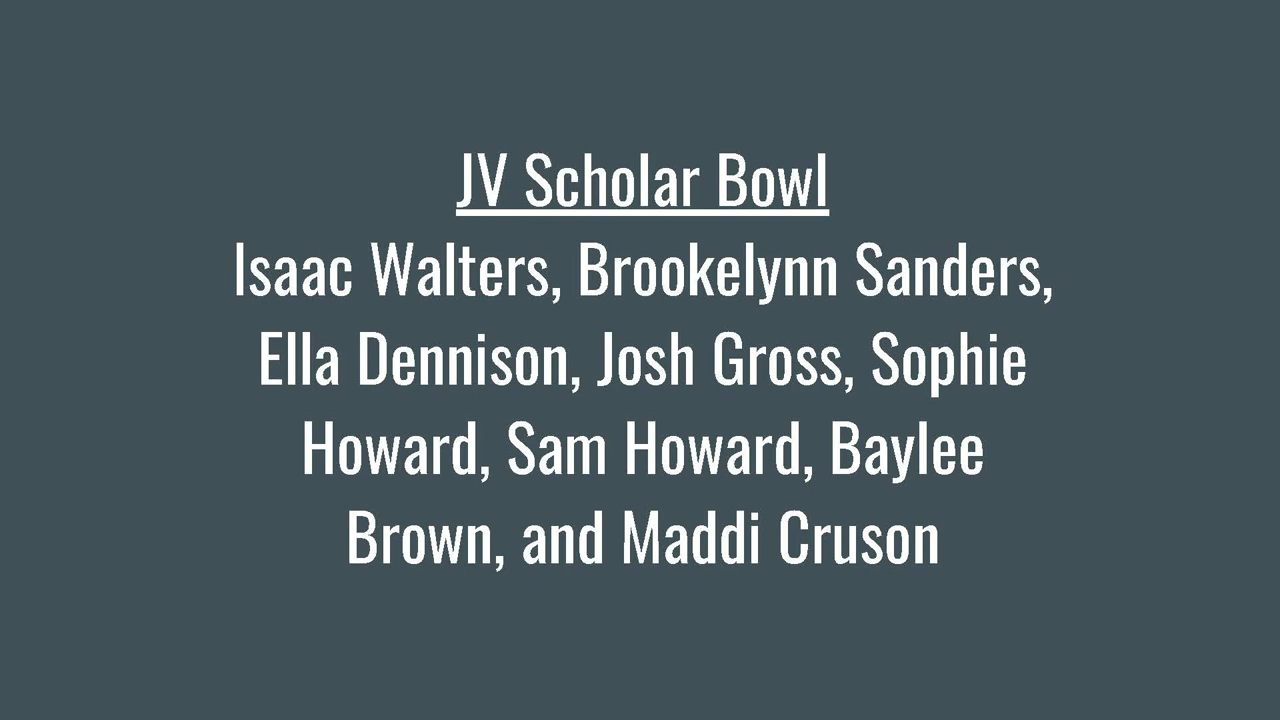 JV Scholar Bowl
Isaac Walters, Brookelynn Sanders,
Ella Dennison, Josh Gross, Sophie
Howard, Sam Howard, Baylee
Brown, and Maddi Cruson